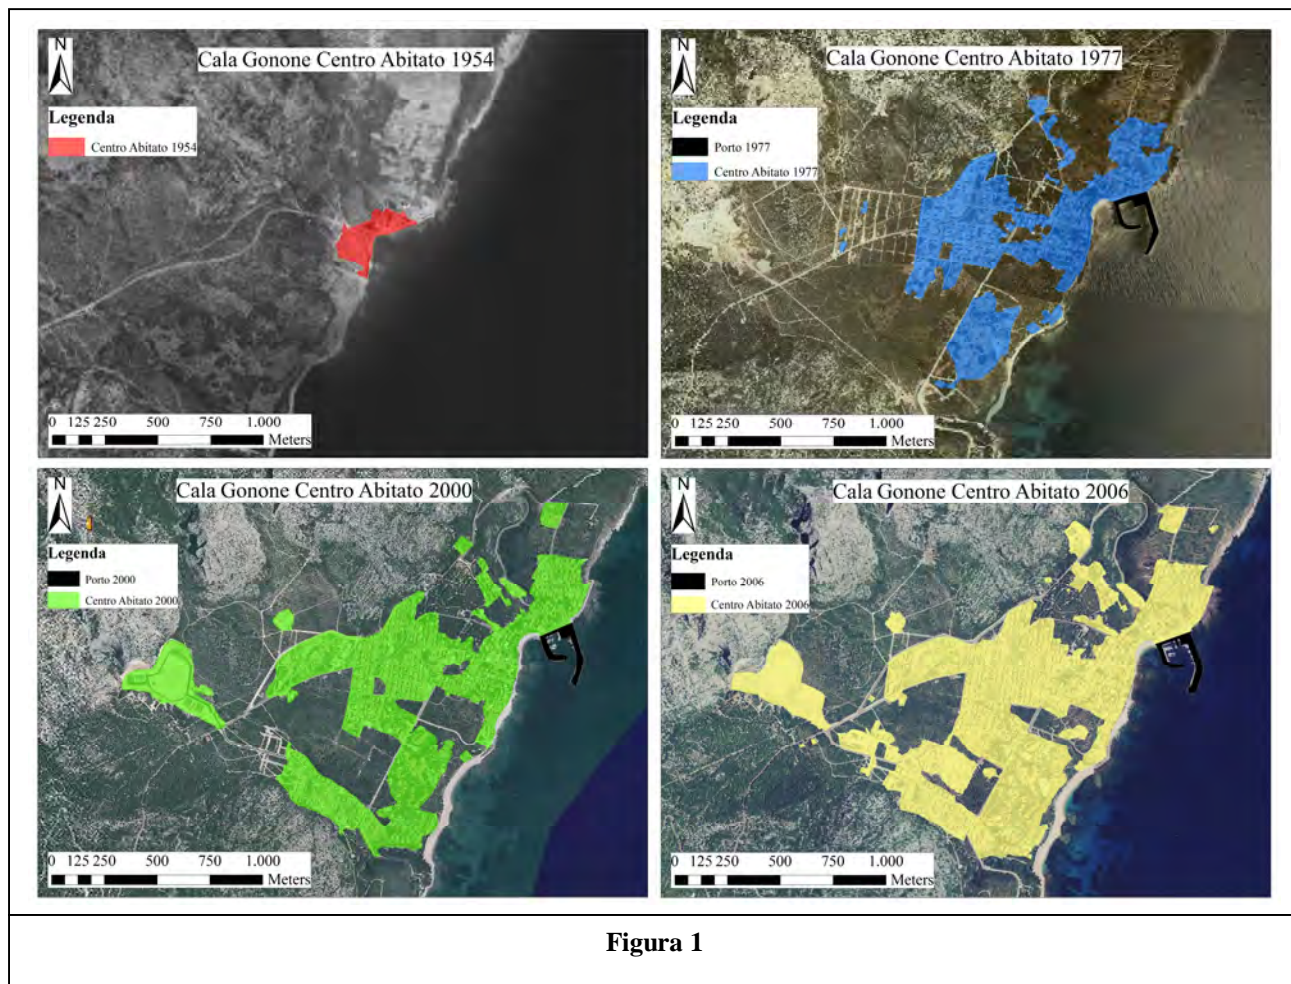 N
Cala Gonone Centro Abitato 1954
Legenda
Centro Abitato 1954
0 125 250 500 750 1.000
Meters
N
Cala Gonone Centro Abitato 1977
Legenda
Porto 1977
Centro Abitato 1977
0 125 250 500 750 1.000
Meters
N
Cala Gonone Centro Abitato 2000
Legenda
Porto 2000
Centro Abitato 2000
0 125 250 500 750 1.000
Meters
N
Cala Gonone Centro Abitato 2006
Legenda
Porto 2006
Centro Abitato 2006
0 125 250 500 750 1.000
Meters
Figura 1